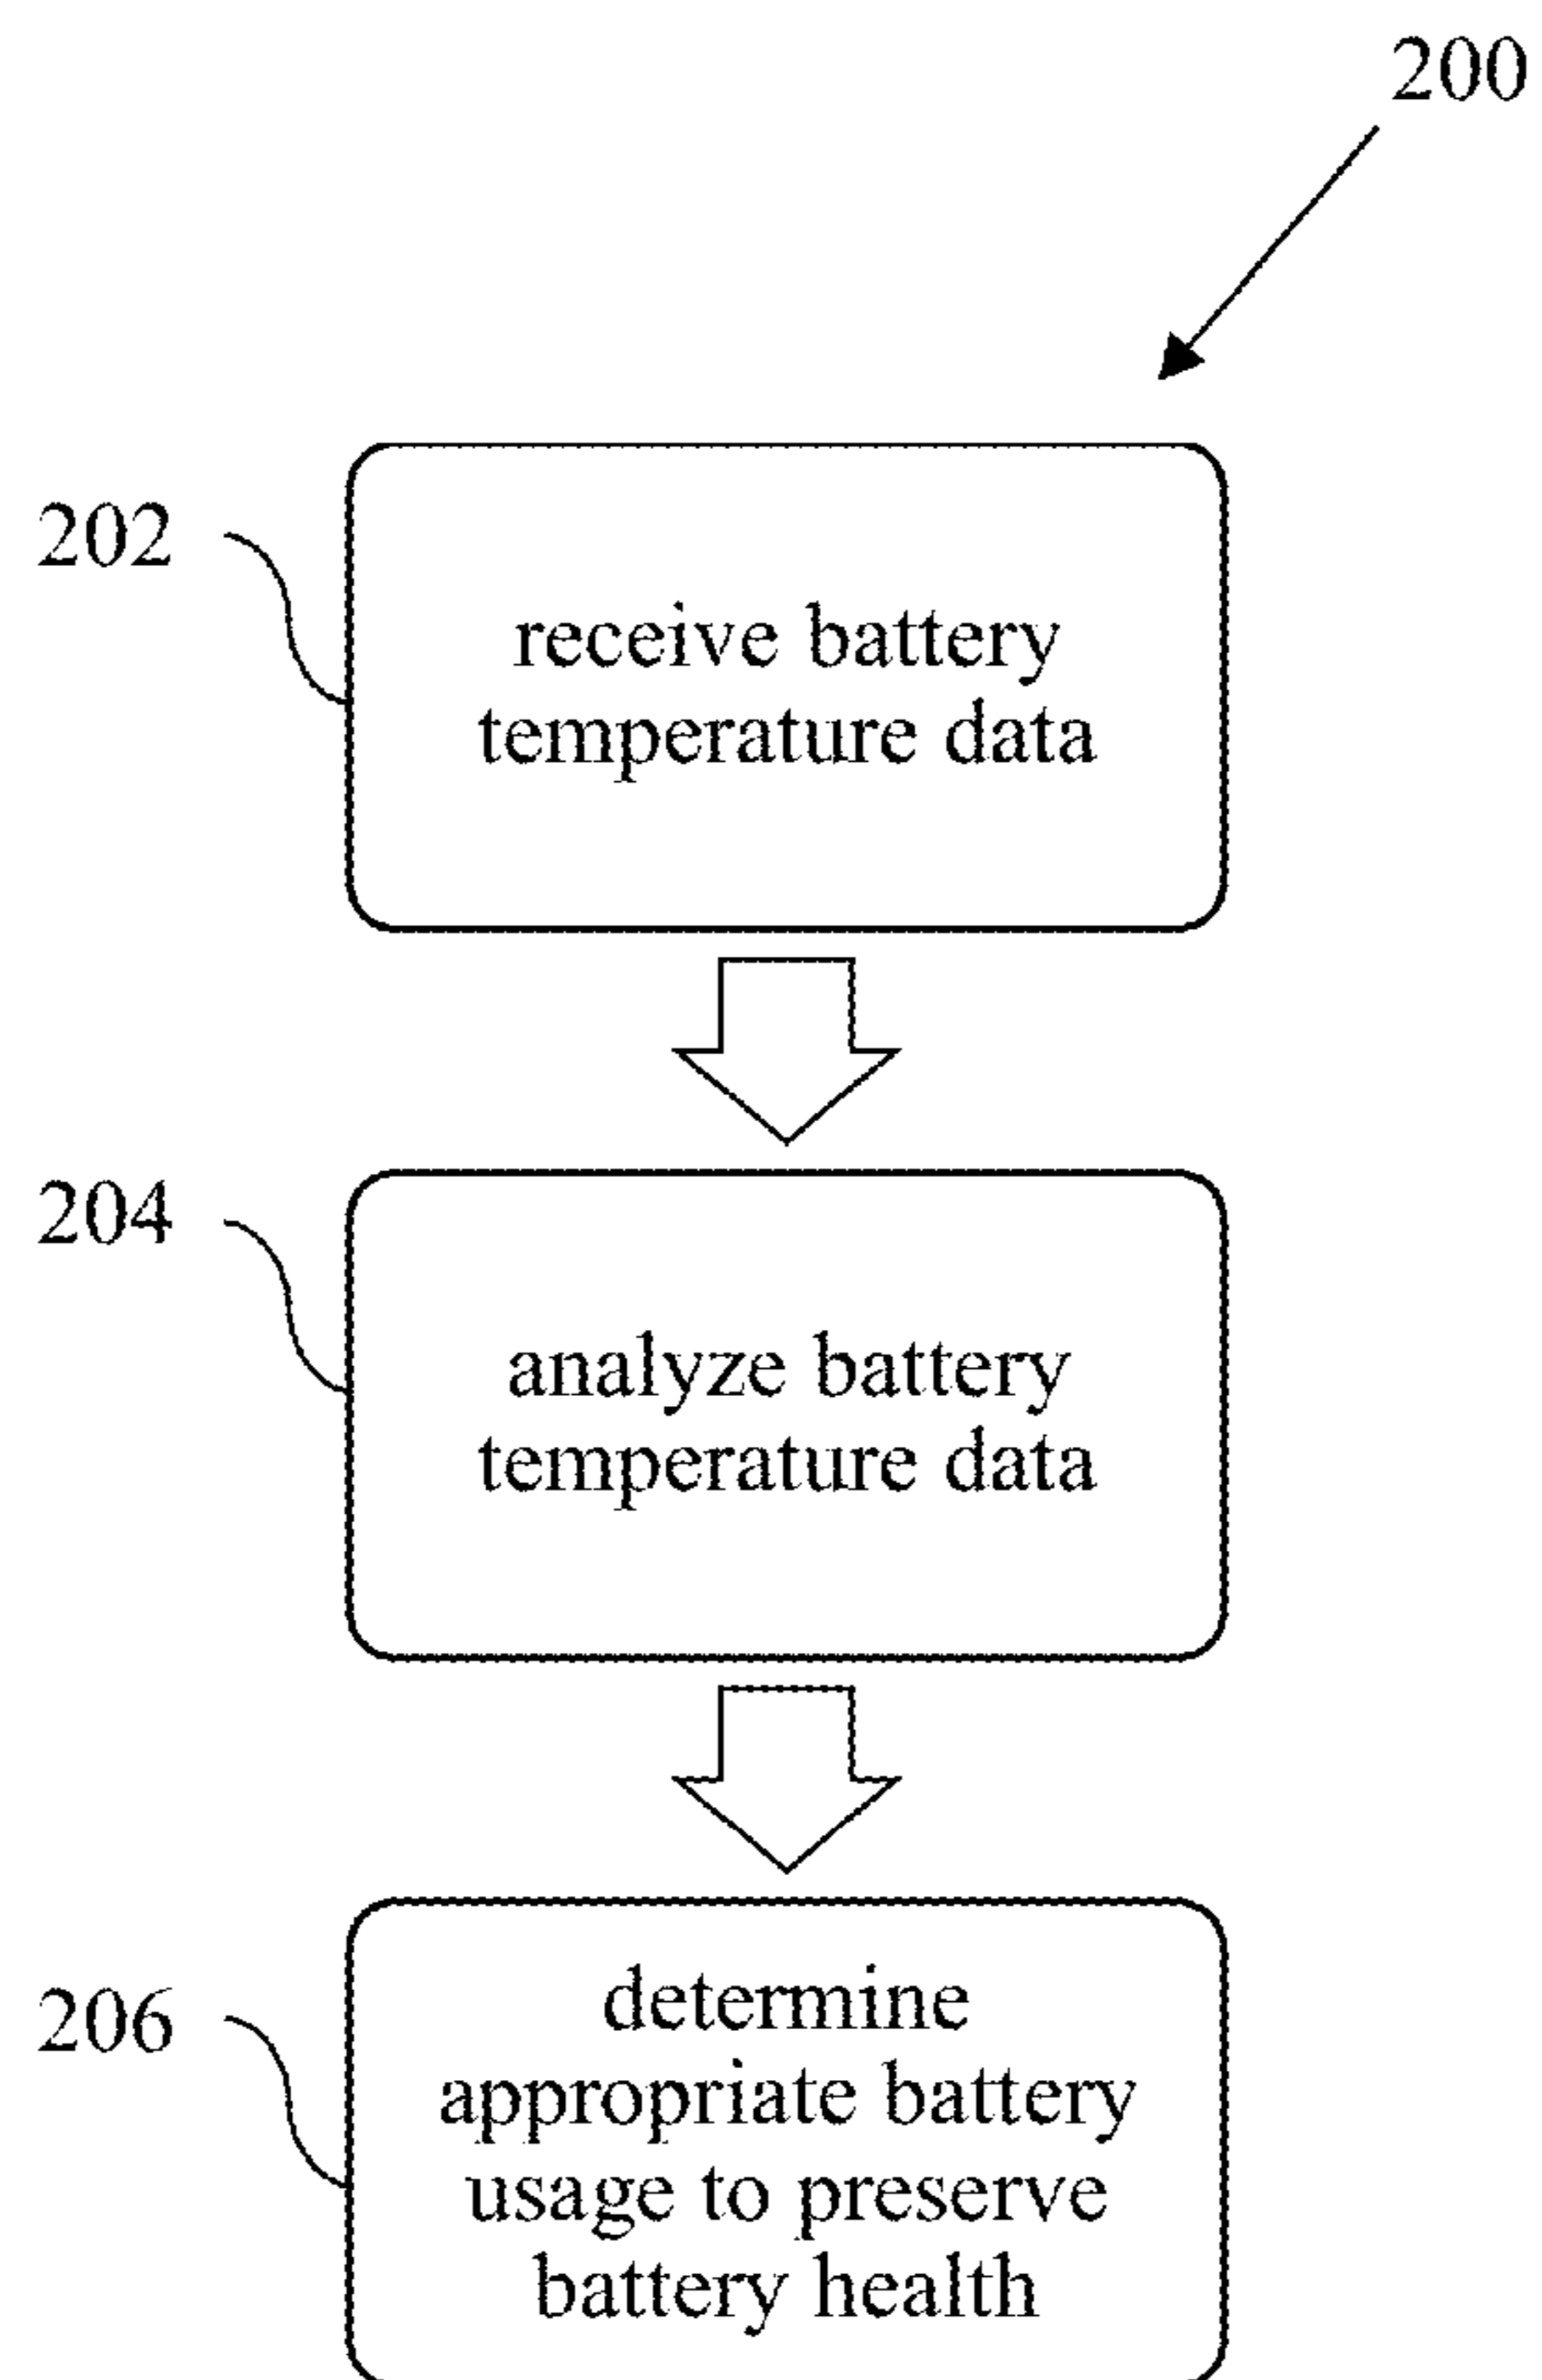 200
202
receive battery
temperature data
204
analyze battery
temperature data
206
determine
appropriate battery
usage to preserve
battery health